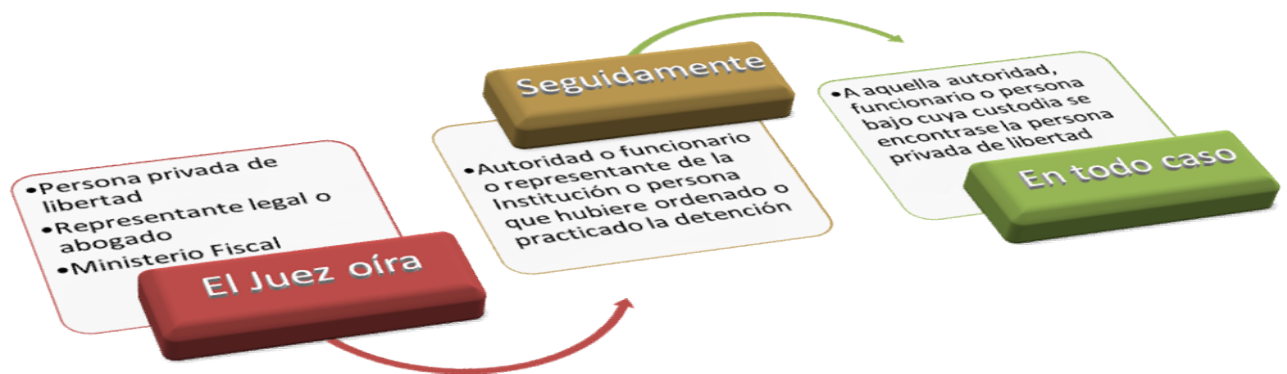 •Persona privada de
libertad
•Representante legal o
abogado
•Ministerio Fiscal
El Juez oíra
Seguidamente
•Autoridad o funcionario
o representante de la
Institución o persona
que hubiere ordenado o
practicado la detención
•A aquella autoridad,
funcionario o persona
bajo cuya custodia se
encontrase la persona
privada de libertad
En todo caso